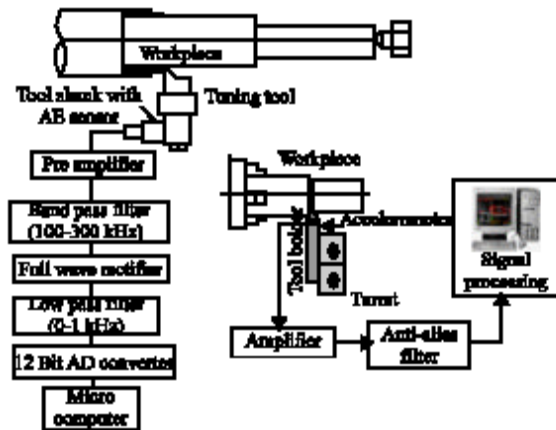 Workpiece
Tool shank with
AE sensor
Tuning tool
Pre amplifier
Band pass filter
(100-300 kHz)
Full wave rectifier
Low pass filter
(0-1 kHz)
12 Bit AD converter
Micro
computer
Workpiece
Accelerometer
Tool holder
Turret
Amplifier
Anti-alias
filter
Signal
processing